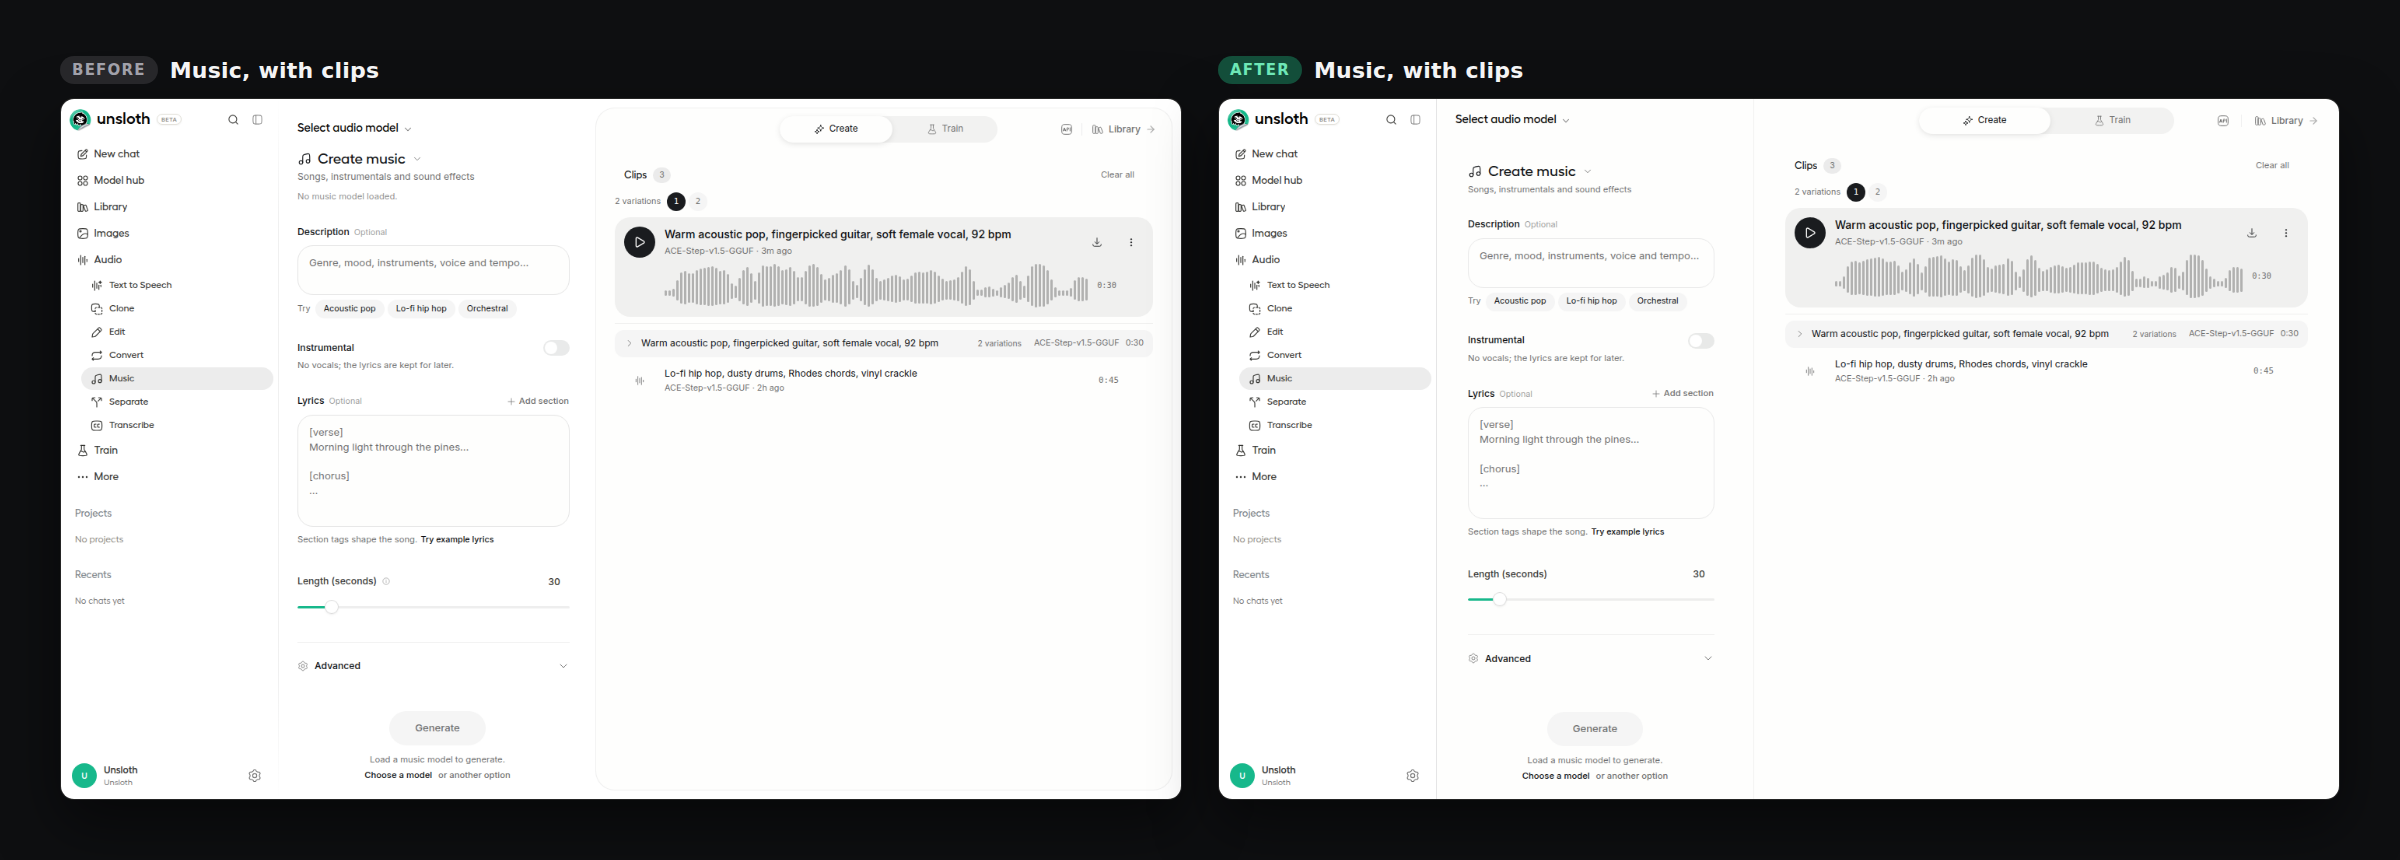 BEFORE Music, with clips
unsloth BETA
New chat
Model hub
Library
Images
Audio
Text to Speech
Clone
Edit
Convert
Music
Separate
Transcribe
Train
More
Projects
No projects
Recents
No chats yet
U Unsloth
Unsloth
Select audio model
Create music
Songs, instrumentals and sound effects
No music model loaded.
Description Optional
Genre, mood, instruments, voice and tempo...
Try Acoustic pop Lo-fi hip hop Orchestral
Instrumental
No vocals; the lyrics are kept for later.
Lyrics Optional + Add section
[verse]
Morning light through the pines...
[chorus]
...
Section tags shape the song. Try example lyrics
Length (seconds) 30
Advanced
Generate
Load a music model to generate.
Choose a model or another option
Create Train API Library
Clips 3 Clear all
2 variations 1 2
Warm acoustic pop, fingerpicked guitar, soft female vocal, 92 bpm
ACE-Step-v1.5-GGUF · 3m ago
0:30
Warm acoustic pop, fingerpicked guitar, soft female vocal, 92 bpm 2 variations ACE-Step-v1.5-GGUF 0:30
Lo-fi hip hop, dusty drums, Rhodes chords, vinyl crackle
ACE-Step-v1.5-GGUF · 2h ago
0:45
AFTER Music, with clips
unsloth BETA
New chat
Model hub
Library
Images
Audio
Text to Speech
Clone
Edit
Convert
Music
Separate
Transcribe
Train
More
Projects
No projects
Recents
No chats yet
U Unsloth
Unsloth
Select audio model
Create music
Songs, instrumentals and sound effects
Description Optional
Genre, mood, instruments, voice and tempo...
Try Acoustic pop Lo-fi hip hop Orchestral
Instrumental
No vocals; the lyrics are kept for later.
Lyrics Optional + Add section
[verse]
Morning light through the pines...
[chorus]
...
Section tags shape the song. Try example lyrics
Length (seconds) 30
Advanced
Generate
Load a music model to generate.
Choose a model or another option
Create Train API Library
Clips 3 Clear all
2 variations 1 2
Warm acoustic pop, fingerpicked guitar, soft female vocal, 92 bpm
ACE-Step-v1.5-GGUF · 3m ago
0:30
Warm acoustic pop, fingerpicked guitar, soft female vocal, 92 bpm 2 variations ACE-Step-v1.5-GGUF 0:30
Lo-fi hip hop, dusty drums, Rhodes chords, vinyl crackle
ACE-Step-v1.5-GGUF · 2h ago
0:45